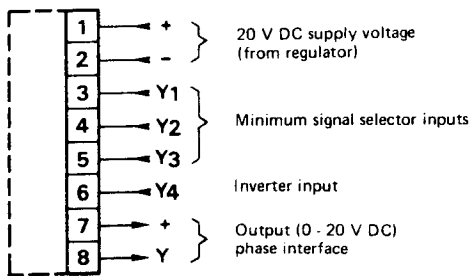 1 +
20 V DC supply voltage
2 -
(from regulator)
3 Y1
4 Y2
Minimum signal selector inputs
5 Y3
6 Y4
Inverter input
7 +
Output (0 - 20 V DC)
8 Y
phase interface